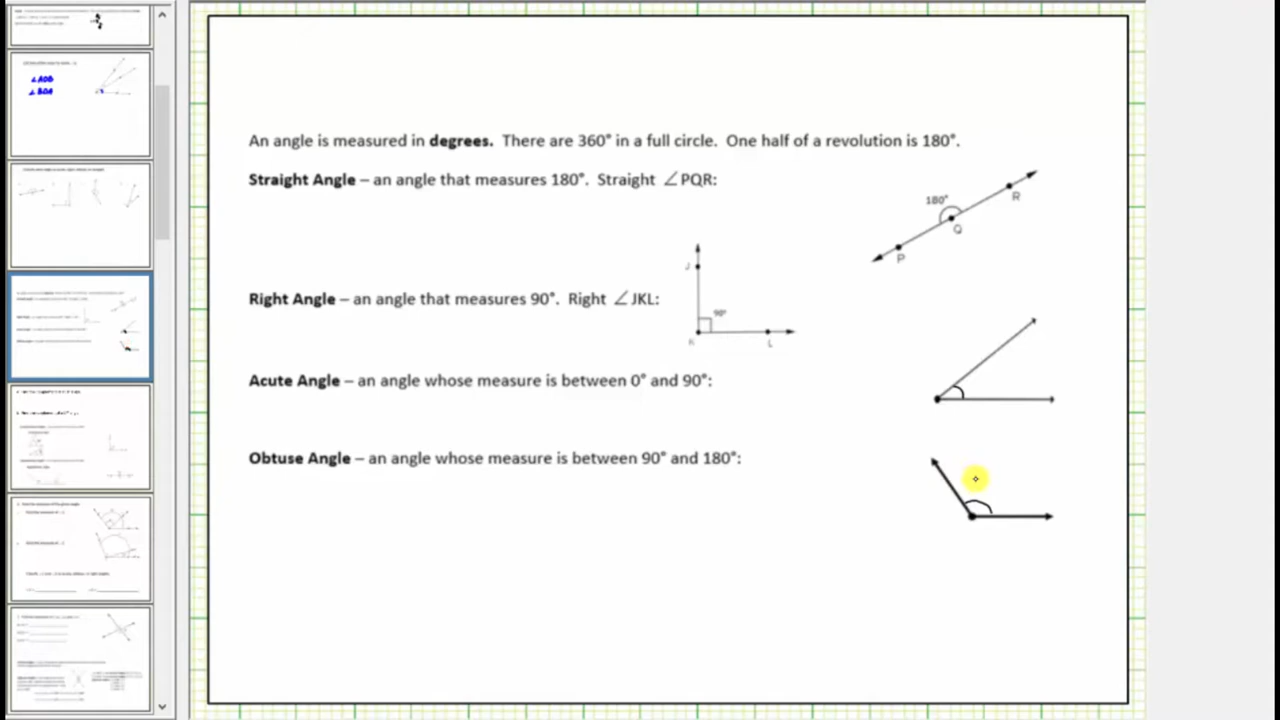 ∠AOB
∠BOA
An angle is measured in degrees. There are 360° in a full circle. One half of a revolution is 180°.
Straight Angle – an angle that measures 180°. Straight ∠PQR:
180°
R
Q
P
J
Right Angle – an angle that measures 90°. Right ∠JKL:
90°
K
L
Acute Angle – an angle whose measure is between 0° and 90°:
Obtuse Angle – an angle whose measure is between 90° and 180°: